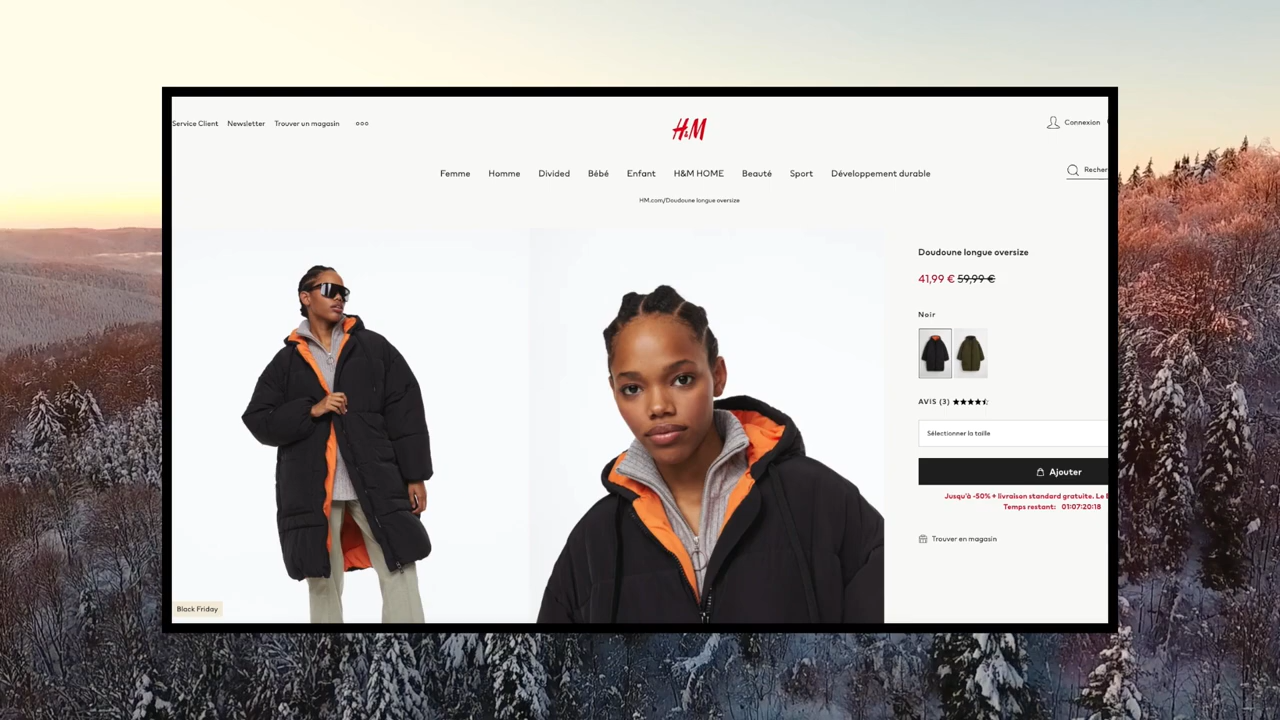 Service Client Newsletter Trouver un magasin
H&M
Connexion
Femme Homme Divided Bébé Enfant H&M HOME Beauté Sport Développement durable
Recher
HM.com/Doudoune longue oversize
Doudoune longue oversize
41,99 € 59,99 €
Noir
AVIS (3)
Sélectionner la taille
Ajouter
Jusqu'à -50% + livraison standard gratuite. Le
Temps restant: 01:07:20:18
Trouver en magasin
Black Friday